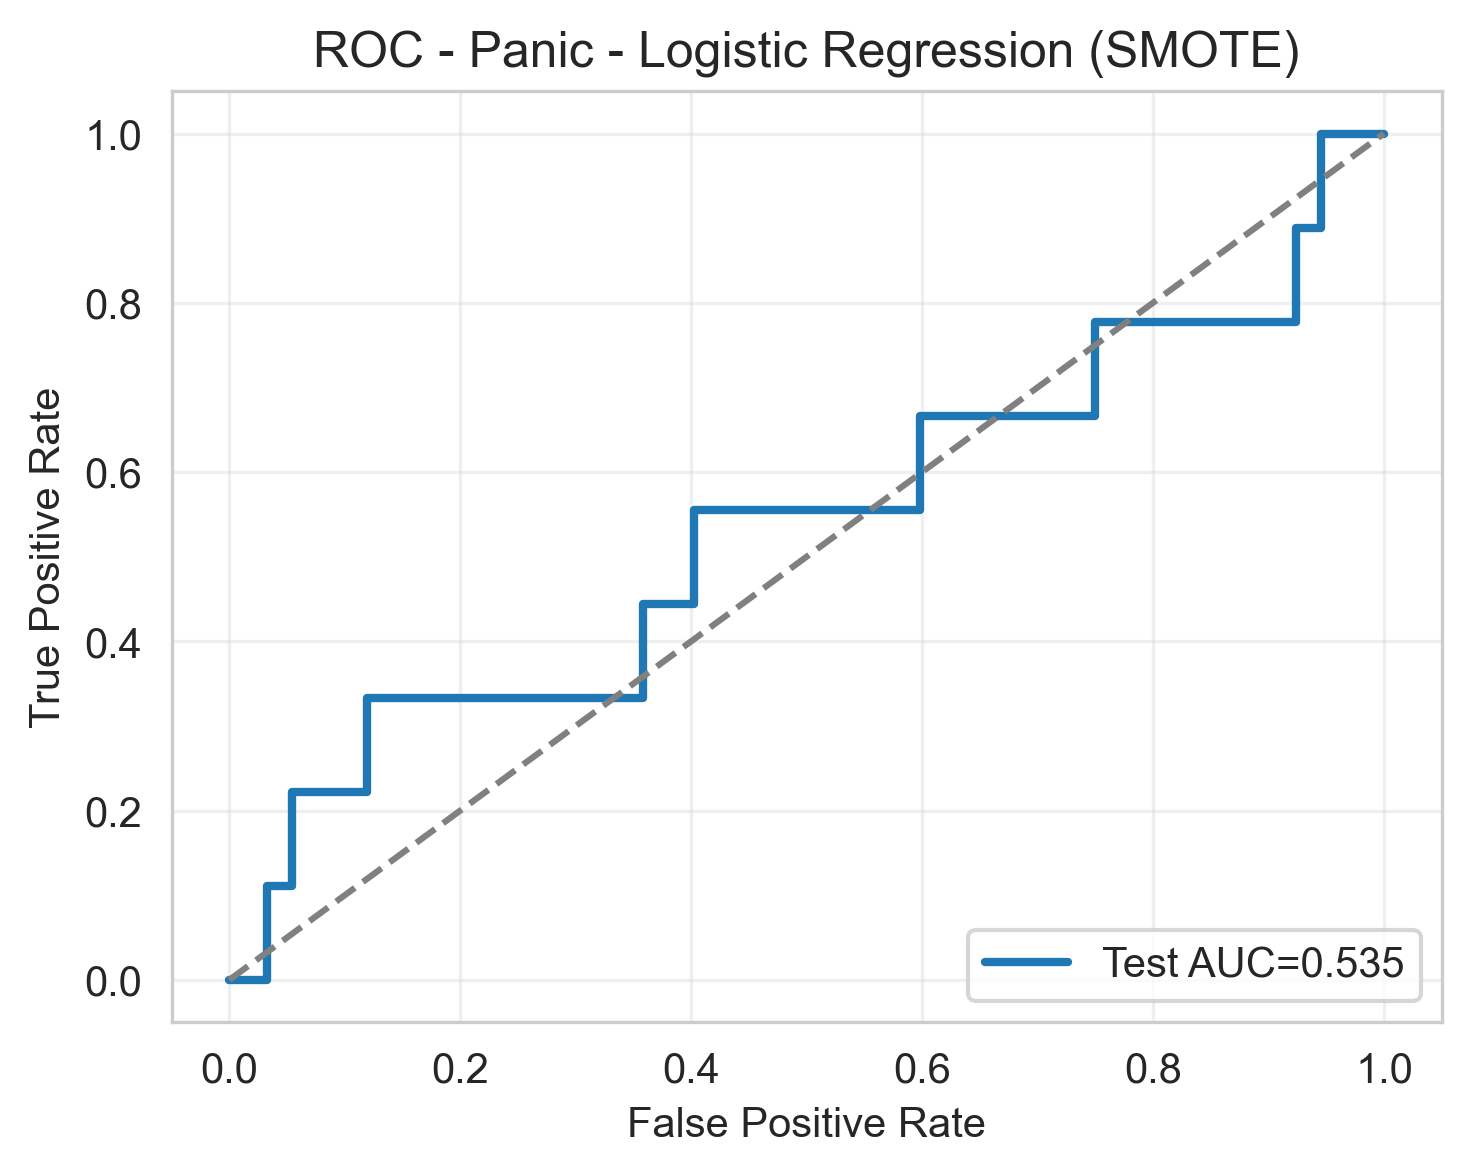 ROC - Panic - Logistic Regression (SMOTE)
True Positive Rate
1.0
0.8
0.6
0.4
0.2
0.0
Test AUC=0.535
0.0 0.2 0.4 0.6 0.8 1.0
False Positive Rate